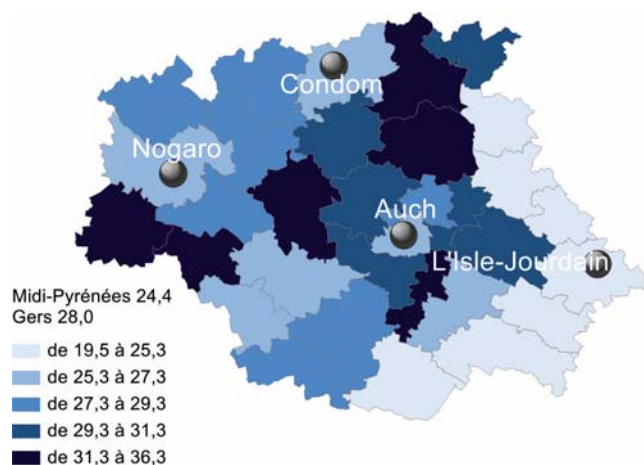 Condom
Nogaro
Auch
L'Isle-Jourdain
Midi-Pyrénées 24,4
Gers 28,0
de 19,5 à 25,3
de 25,3 à 27,3
de 27,3 à 29,3
de 29,3 à 31,3
de 31,3 à 36,3